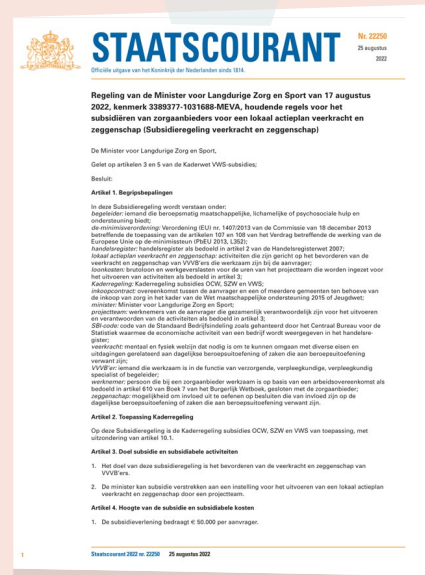 STAATSCOURANT
Nr. 22250
25 augustus
2022
Officiële uitgave van het Koninkrijk der Nederlanden sinds 1814.
Regeling van de Minister voor Langdurige Zorg en Sport van 17 augustus
2022, kenmerk 3389377-1031688-MEVA, houdende regels voor het
subsidiëren van zorgaanbieders voor een lokaal actieplan veerkracht en
zeggenschap (Subsidieregeling veerkracht en zeggenschap)
De Minister voor Langdurige Zorg en Sport,
Gelet op artikelen 3 en 5 van de Kaderwet VWS-subsidies;
Besluit:
Artikel 1. Begripsbepalingen
In deze Subsidieregeling wordt verstaan onder:
begeleider: iemand die beroepsmatig maatschappelijke, lichamelijke of psychosociale hulp en
ondersteuning biedt;
de-minimisverordening: Verordening (EU) nr. 1407/2013 van de Commissie van 18 december 2013
betreffende de toepassing van de artikelen 107 en 108 van het Verdrag betreffende de werking van de
Europese Unie op de-minimissteun (PbEU 2013, L352);
handelsregister: handelsregister als bedoeld in artikel 2 van de Handelsregisterwet 2007;
lokaal actieplan veerkracht en zeggenschap: activiteiten die zijn gericht op het bevorderen van de
veerkracht en zeggenschap van VVVB'ers die werkzaam zijn bij de aanvrager;
loonkosten: brutoloon en werkgeverslasten voor de uren van het projectteam die worden ingezet voor
het uitvoeren van activiteiten als bedoeld in artikel 3;
Kaderregeling: Kaderregeling subsidies OCW, SZW en VWS;
inkoopcontract: overeenkomst tussen de aanvrager en een of meerdere gemeenten ten behoeve van
de inkoop van zorg in het kader van de Wet maatschappelijke ondersteuning 2015 of Jeugdwet;
minister: Minister voor Langdurige Zorg en Sport;
projectteam: werknemers van de aanvrager die gezamenlijk verantwoordelijk zijn voor het uitvoeren
en verantwoorden van de activiteiten als bedoeld in artikel 3;
SBI-code: code van de Standaard Bedrijfsindeling zoals gehanteerd door het Centraal Bureau voor de
Statistiek waarmee de economische activiteit van een bedrijf wordt weergegeven in het handelsre-
gister;
veerkracht: mentaal en fysiek welzijn dat nodig is om te kunnen omgaan met diverse eisen en
uitdagingen gerelateerd aan dagelijkse beroepsuitoefening of zaken die aan beroepsuitoefening
verwant zijn;
VVVB'er: iemand die werkzaam is in de functie van verzorgende, verpleegkundige, verpleegkundig
specialist of begeleider;
werknemer: persoon die bij een zorgaanbieder werkzaam is op basis van een arbeidsovereenkomst als
bedoeld in artikel 610 van Boek 7 van het Burgerlijk Wetboek, gesloten met de zorgaanbieder;
zeggenschap: mogelijkheid om invloed uit te oefenen op besluiten die van invloed zijn op de
dagelijkse beroepsuitoefening of zaken die aan beroepsuitoefening verwant zijn.
Artikel 2. Toepassing Kaderregeling
Op deze Subsidieregeling is de Kaderregeling subsidies OCW, SZW en VWS van toepassing, met
uitzondering van artikel 10.1.
Artikel 3. Doel subsidie en subsidiabele activiteiten
1. Het doel van deze subsidieregeling is het bevorderen van de veerkracht en zeggenschap van
VVVB'ers.
2. De minister kan subsidie verstrekken aan een instelling voor het uitvoeren van een lokaal actieplan
veerkracht en zeggenschap door een projectteam.
Artikel 4. Hoogte van de subsidie en subsidiabele kosten
1. De subsidieverlening bedraagt € 50.000 per aanvrager.
1 Staatscourant 2022 nr. 22250 25 augustus 2022